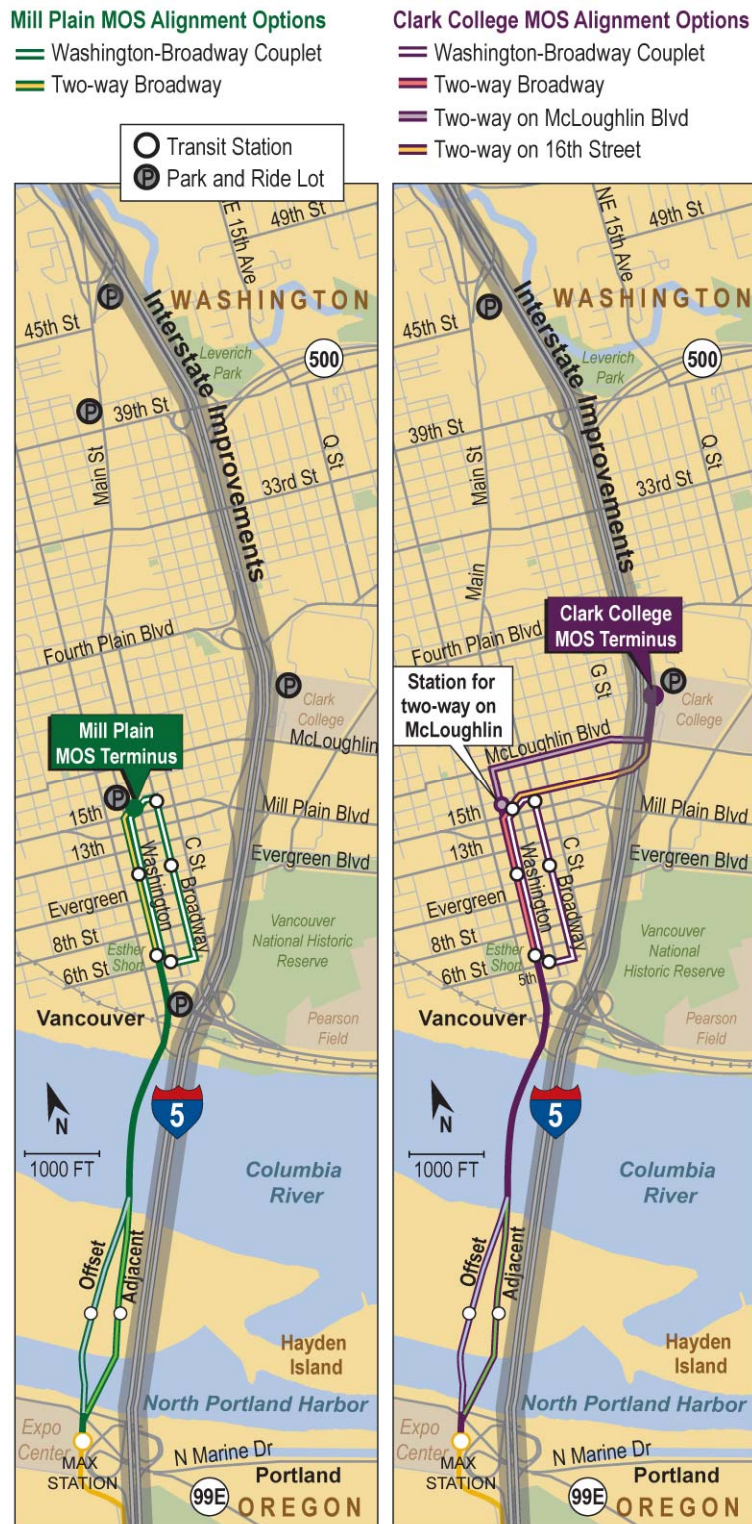 Mill Plain MOS Alignment Options
Washington-Broadway Couplet
Two-way Broadway
Transit Station
P Park and Ride Lot
Clark College MOS Alignment Options
Washington-Broadway Couplet
Two-way Broadway
Two-way on McLoughlin Blvd
Two-way on 16th Street
NE 15th Ave
49th St
P
WASHINGTON
45th St
Interstate Improvements
Leverich
Park
500
P
39th St
Main St
Q St
33rd St
Fourth Plain Blvd
P
Clark
College
Mill Plain
MOS Terminus
McLoughlin
P
15th
Mill Plain Blvd
13th
Washington
C St
Broadway
Evergreen Blvd
Evergreen
8th St
Esther
Short
6th St
Vancouver
National Historic
Reserve
P
Vancouver
Pearson
Field
N
1000 FT
5
Columbia
River
Offset
Adjacent
Hayden
Island
North Portland Harbor
Expo
Center
MAX
STATION
N Marine Dr
Portland
99E
OREGON
NE 15th Ave
49th St
P
WASHINGTON
45th St
Interstate Improvements
Leverich
Park
500
39th St
Main St
Q St
33rd St
Main
Fourth Plain Blvd
Clark College
MOS Terminus
G St
P
Clark
College
Station for
two-way on
McLoughlin
McLoughlin Blvd
15th
Mill Plain Blvd
13th
Washington
C St
Broadway
Evergreen Blvd
Evergreen
8th St
Esther
Short
6th St
5th
Vancouver
National
Historic Reserve
Vancouver
Pearson
Field
N
1000 FT
5
Columbia
River
Offset
Adjacent
Hayden
Island
North Portland Harbor
Expo
Center
MAX
STATION
N Marine Dr
Portland
99E
OREGON